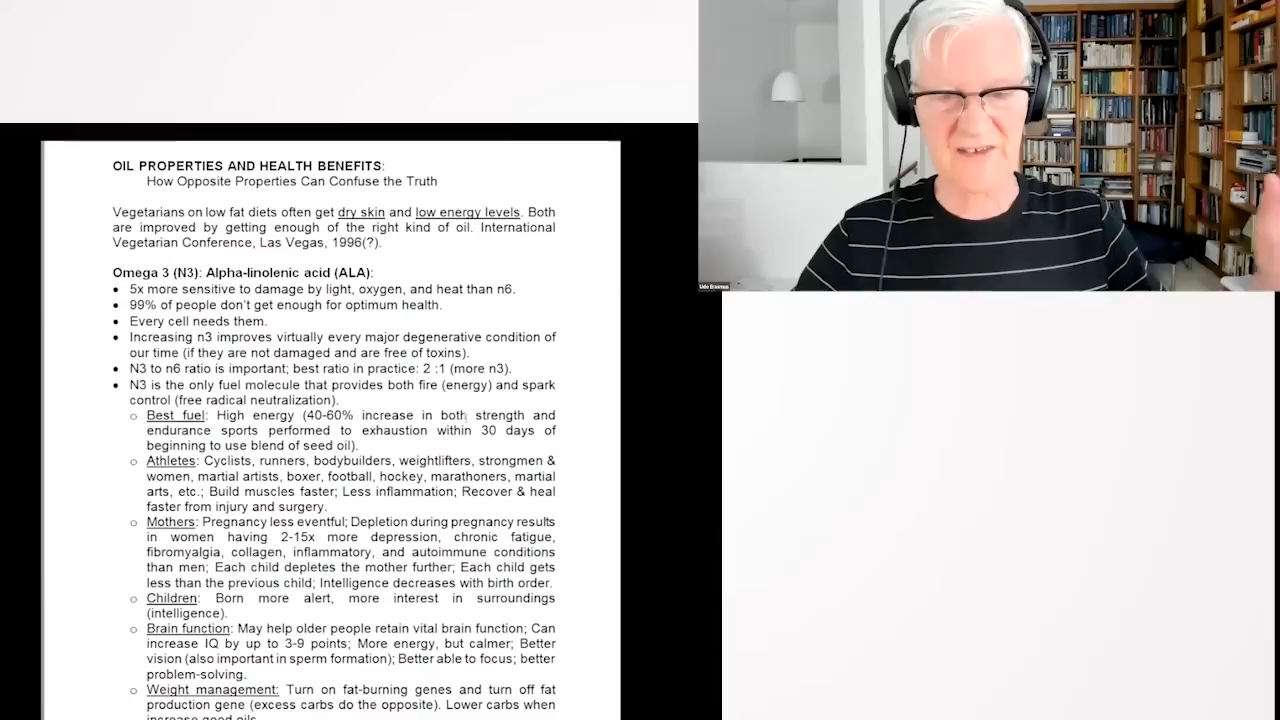 OIL PROPERTIES AND HEALTH BENEFITS:
How Opposite Properties Can Confuse the Truth
Vegetarians on low fat diets often get dry skin and low energy levels. Both
are improved by getting enough of the right kind of oil. International
Vegetarian Conference, Las Vegas, 1996(?).
Omega 3 (N3): Alpha-linolenic acid (ALA):
• 5x more sensitive to damage by light, oxygen, and heat than n6.
• 99% of people don't get enough for optimum health.
• Every cell needs them.
• Increasing n3 improves virtually every major degenerative condition of
our time (if they are not damaged and are free of toxins).
• N3 to n6 ratio is important; best ratio in practice: 2 :1 (more n3).
• N3 is the only fuel molecule that provides both fire (energy) and spark
control (free radical neutralization).
o Best fuel: High energy (40-60% increase in both strength and
endurance sports performed to exhaustion within 30 days of
beginning to use blend of seed oil).
o Athletes: Cyclists, runners, bodybuilders, weightlifters, strongmen &
women, martial artists, boxer, football, hockey, marathoners, martial
arts, etc.; Build muscles faster; Less inflammation; Recover & heal
faster from injury and surgery.
o Mothers: Pregnancy less eventful; Depletion during pregnancy results
in women having 2-15x more depression, chronic fatigue,
fibromyalgia, collagen, inflammatory, and autoimmune conditions
than men; Each child depletes the mother further; Each child gets
less than the previous child; Intelligence decreases with birth order.
o Children: Born more alert, more interest in surroundings
(intelligence).
o Brain function: May help older people retain vital brain function; Can
increase IQ by up to 3-9 points; More energy, but calmer; Better
vision (also important in sperm formation); Better able to focus; better
problem-solving.
o Weight management: Turn on fat-burning genes and turn off fat
production gene (excess carbs do the opposite). Lower carbs when
increase good oils.
Udo Erasmus